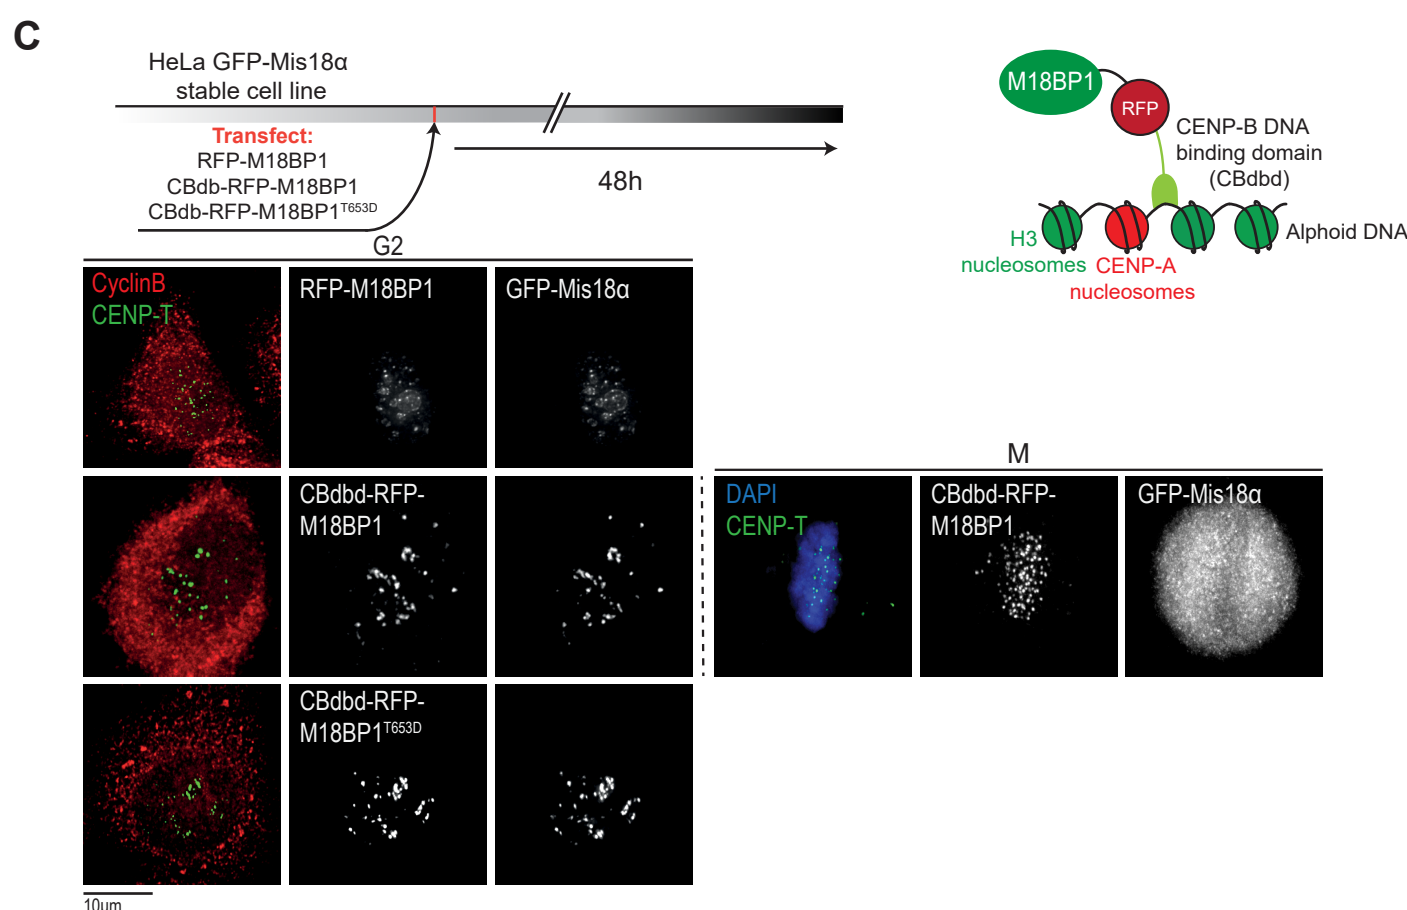 C
HeLa GFP-Mis18α
stable cell line
Transfect:
RFP-M18BP1
CBdb-RFP-M18BP1
CBdb-RFP-M18BP1T653D
48h
M18BP1
RFP
CENP-B DNA
binding domain
(CBdbd)
Alphoid DNA
H3
nucleosomes
CENP-A
nucleosomes
G2
CyclinB
CENP-T
RFP-M18BP1
GFP-Mis18α
CBdbd-RFP-
M18BP1
M
DAPI
CENP-T
CBdbd-RFP-
M18BP1
GFP-Mis18α
CBdbd-RFP-
M18BP1T653D
10um